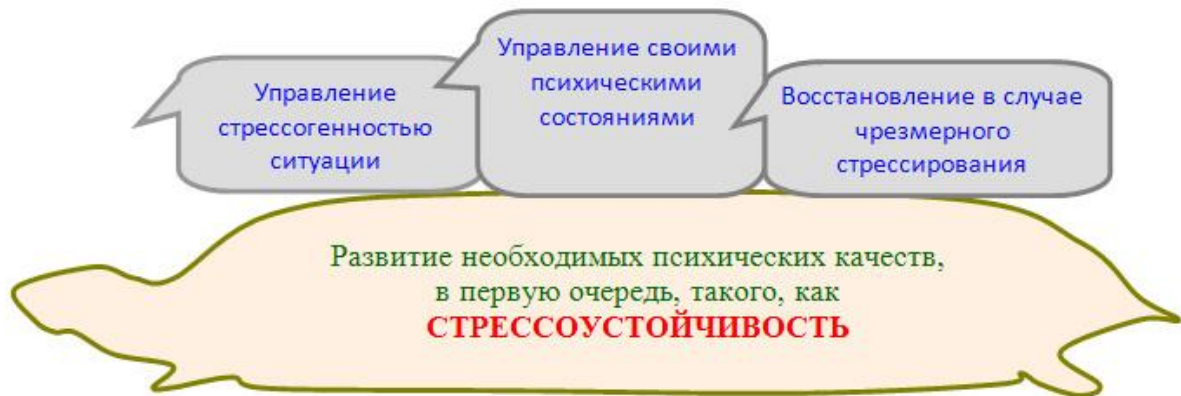 Управление
стрессогенностью
ситуации
Управление своими
психическими
состояниями
Восстановление в случае
чрезмерного
стрессирования
Развитие необходимых психических качеств,
в первую очередь, такого, как
СТРЕССОУСТОЙЧИВОСТЬ